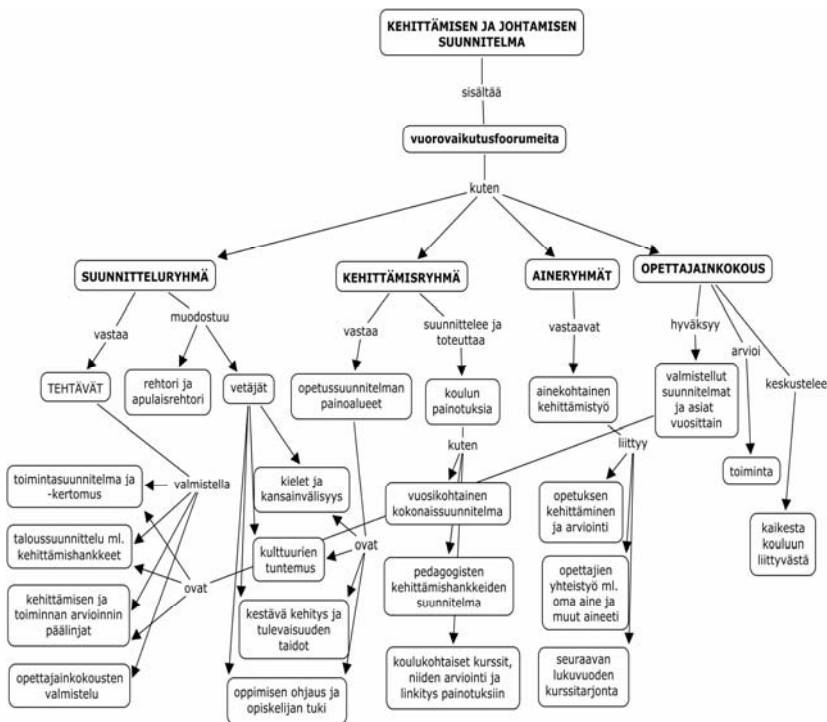 KEHITTÄMISEN JA JOHTAMISEN
SUUNNITELMA
sisältää
vuorovaikutusfoorumeita
kuten
SUUNNITTELURYHMÄ
KEHITTÄMISRYHMÄ
AINERYHMÄT
OPETTAJAINKOKOUS
vastaa
muodostuu
vastaa
suunnittelee ja
toteuttaa
vastaavat
hyväksyy
arvioi
keskustelee
TEHTÄVÄT
rehtori ja
apulaisrehtori
vetäjät
opetussuunnitelman
painoalueet
koulun
painotuksia
ainekohtainen
kehittämistyö
valmistellut
suunnitelmat
ja asiat
vuosittain
kuten
liittyy
toiminta
toimintasuunnitelma ja
-kertomus
valmistella
kielet ja
kansainvälisyys
vuosikohtainen
kokonaissuunnitelma
opetuksen
kehittäminen
ja arviointi
kaikesta
kouluun
liittyvästä
taloussuunnittelu ml.
kehittämishankkeet
ovat
kulttuurien
tuntemus
ovat
pedagogisten
kehittämishankkeiden
suunnitelma
opettajien
yhteistyö ml.
oma aine ja
muut aineeti
kehittämisen ja
toiminnan arvioinnin
päälinjat
kestävä kehitys ja
tulevaisuuden
taidot
opettajainkokousten
valmistelu
oppimisen ohjaus ja
opiskelijan tuki
koulukohtaiset kurssit,
niiden arviointi ja
linkitys painotuksiin
seuraavan
lukuvuoden
kurssitarjonta